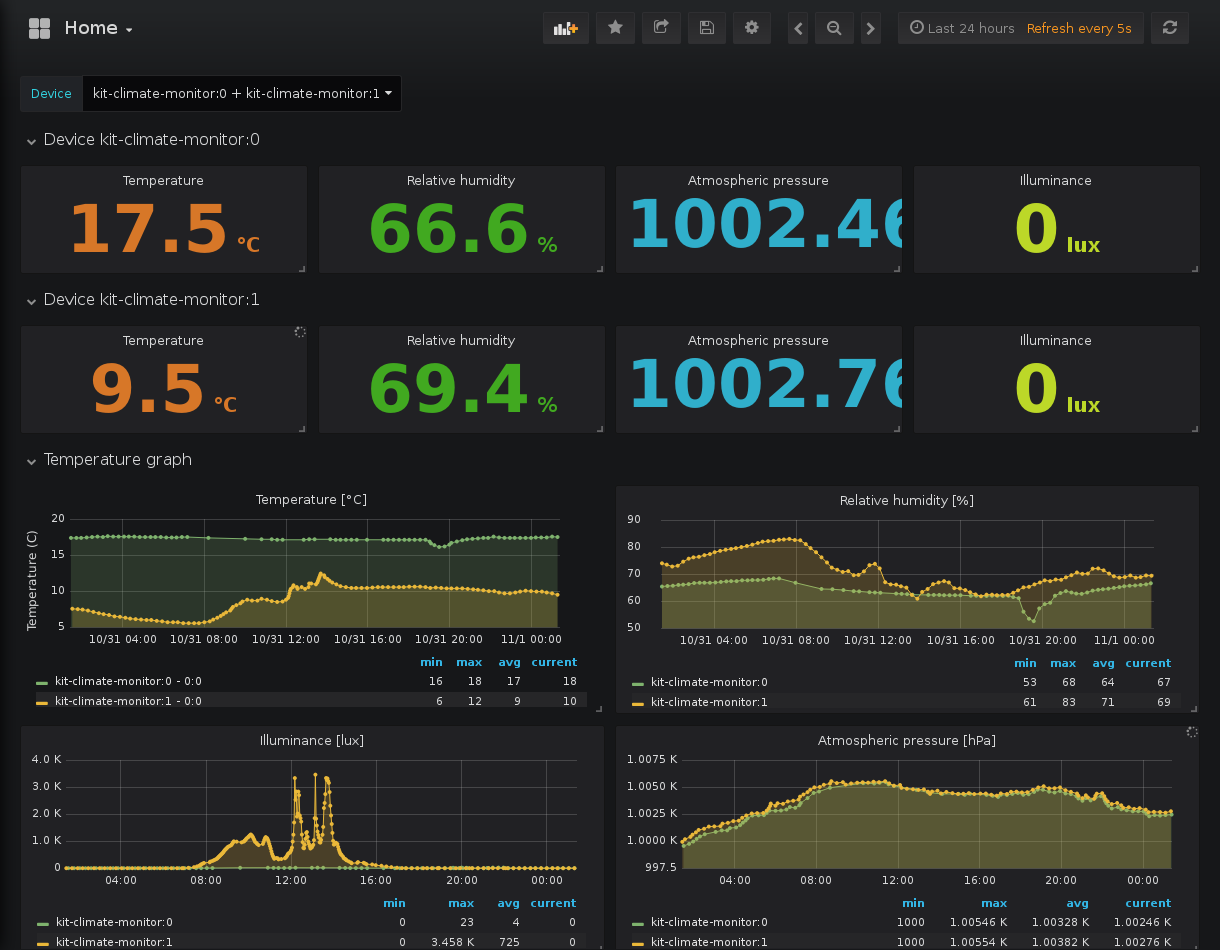 Home
Last 24 hours Refresh every 5s
Device kit-climate-monitor:0 + kit-climate-monitor:1
Device kit-climate-monitor:0
Temperature Relative humidity Atmospheric pressure Illuminance
17.5 °C 66.6 % 1002.46 0 lux
Device kit-climate-monitor:1
Temperature Relative humidity Atmospheric pressure Illuminance
9.5 °C 69.4 % 1002.76 0 lux
Temperature graph
Temperature [°C]
Temperature (C)
20
15
10
5
10/31 04:00 10/31 08:00 10/31 12:00 10/31 16:00 10/31 20:00 11/1 00:00
min max avg current
kit-climate-monitor:0 - 0:0 16 18 17 18
kit-climate-monitor:1 - 0:0 6 12 9 10
Relative humidity [%]
90
80
70
60
50
10/31 04:00 10/31 08:00 10/31 12:00 10/31 16:00 10/31 20:00 11/1 00:00
min max avg current
kit-climate-monitor:0 53 68 64 67
kit-climate-monitor:1 61 83 71 69
Illuminance [lux]
4.0 K
3.0 K
2.0 K
1.0 K
0
04:00 08:00 12:00 16:00 20:00 00:00
min max avg current
kit-climate-monitor:0 0 23 4 0
kit-climate-monitor:1 0 3.458 K 725 0
Atmospheric pressure [hPa]
1.0075 K
1.0050 K
1.0025 K
1.0000 K
997.5
04:00 08:00 12:00 16:00 20:00 00:00
min max avg current
kit-climate-monitor:0 1000 1.00546 K 1.00328 K 1.00246 K
kit-climate-monitor:1 1000 1.00554 K 1.00382 K 1.00276 K